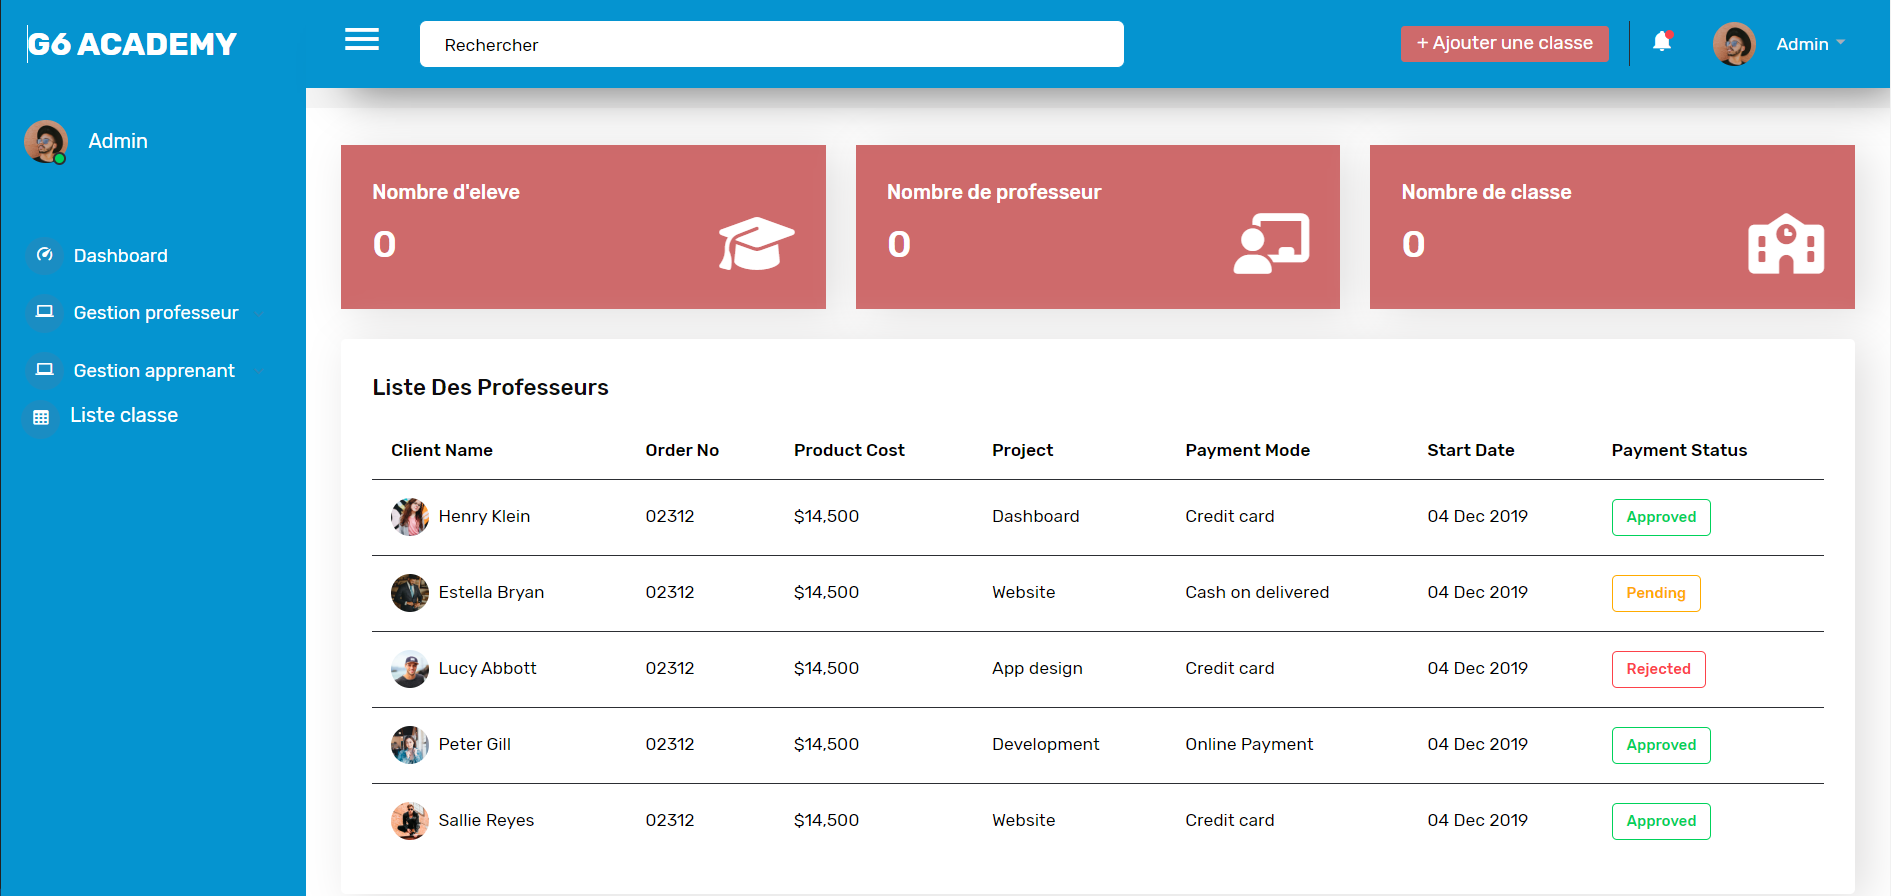 G6 ACADEMY
Rechercher
+ Ajouter une classe
Admin
Admin
Dashboard
Gestion professeur
Gestion apprenant
Liste classe
Nombre d'eleve
0
Nombre de professeur
0
Nombre de classe
0
Liste Des Professeurs
Client Name Order No Product Cost Project Payment Mode Start Date Payment Status
Henry Klein 02312 $14,500 Dashboard Credit card 04 Dec 2019 Approved
Estella Bryan 02312 $14,500 Website Cash on delivered 04 Dec 2019 Pending
Lucy Abbott 02312 $14,500 App design Credit card 04 Dec 2019 Rejected
Peter Gill 02312 $14,500 Development Online Payment 04 Dec 2019 Approved
Sallie Reyes 02312 $14,500 Website Credit card 04 Dec 2019 Approved